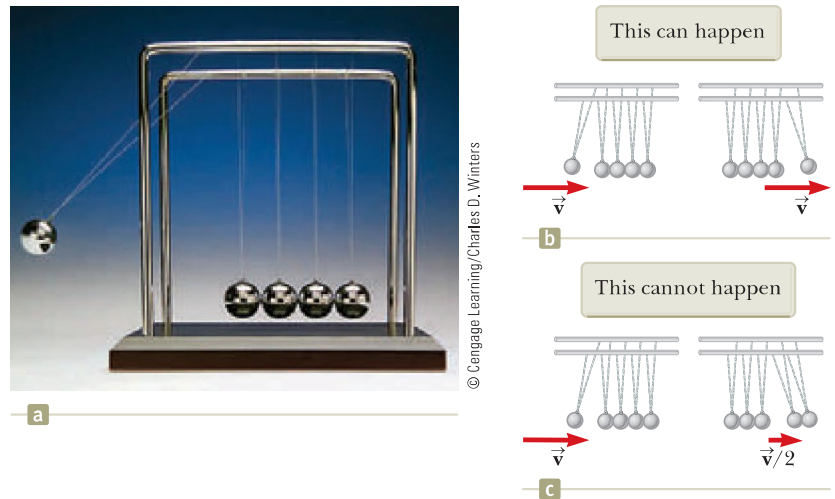 This can happen
v
v
b
This cannot happen
v
v/2
c
© Cengage Learning/Charles D. Winters
a